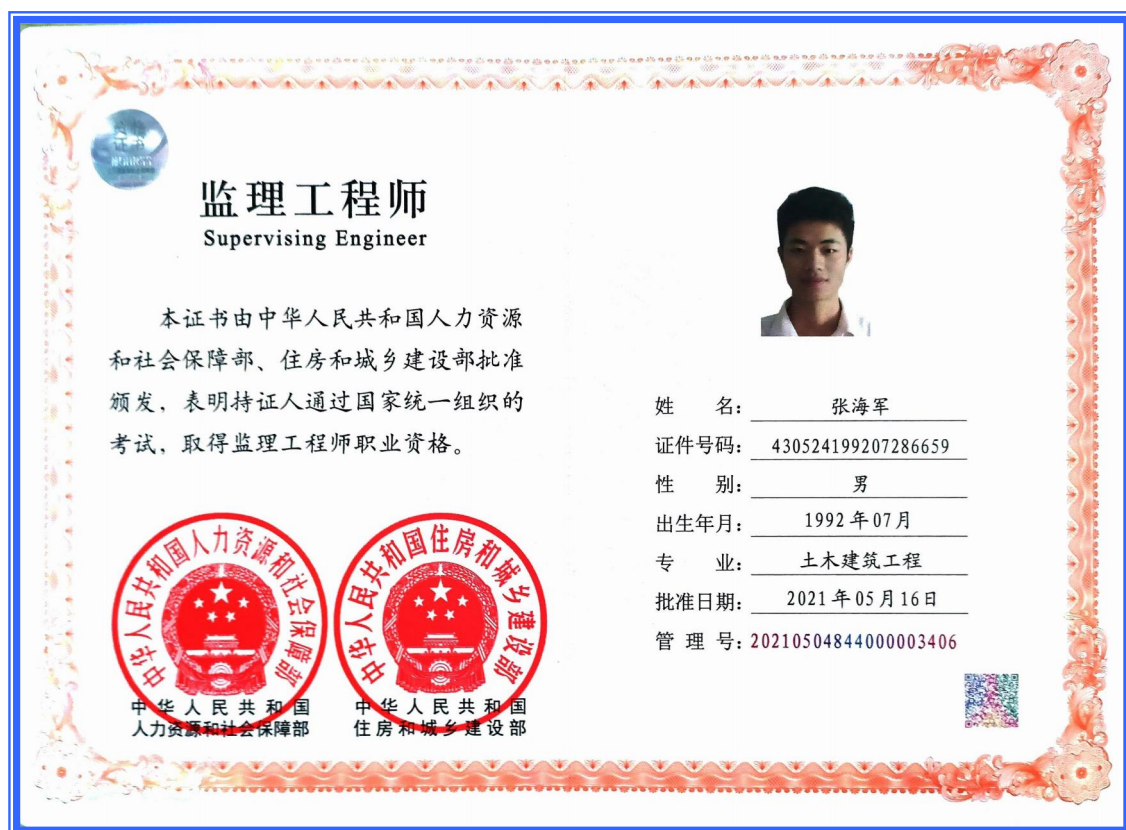 监理工程师
Supervising Engineer
本证书由中华人民共和国人力资源
和社会保障部、住房和城乡建设部批准
颁发，表明持证人通过国家统一组织的
考试，取得监理工程师职业资格。
中华人民共和国人力资源和社会保障部
中华人民共和国
人力资源和社会保障部
中华人民共和国住房和城乡建设部
中华人民共和国
住房和城乡建设部
姓名：张海军
证件号码：430524199207286659
性别：男
出生年月：1992年07月
专业：土木建筑工程
批准日期：2021年05月16日
管理号：20210504844000003406